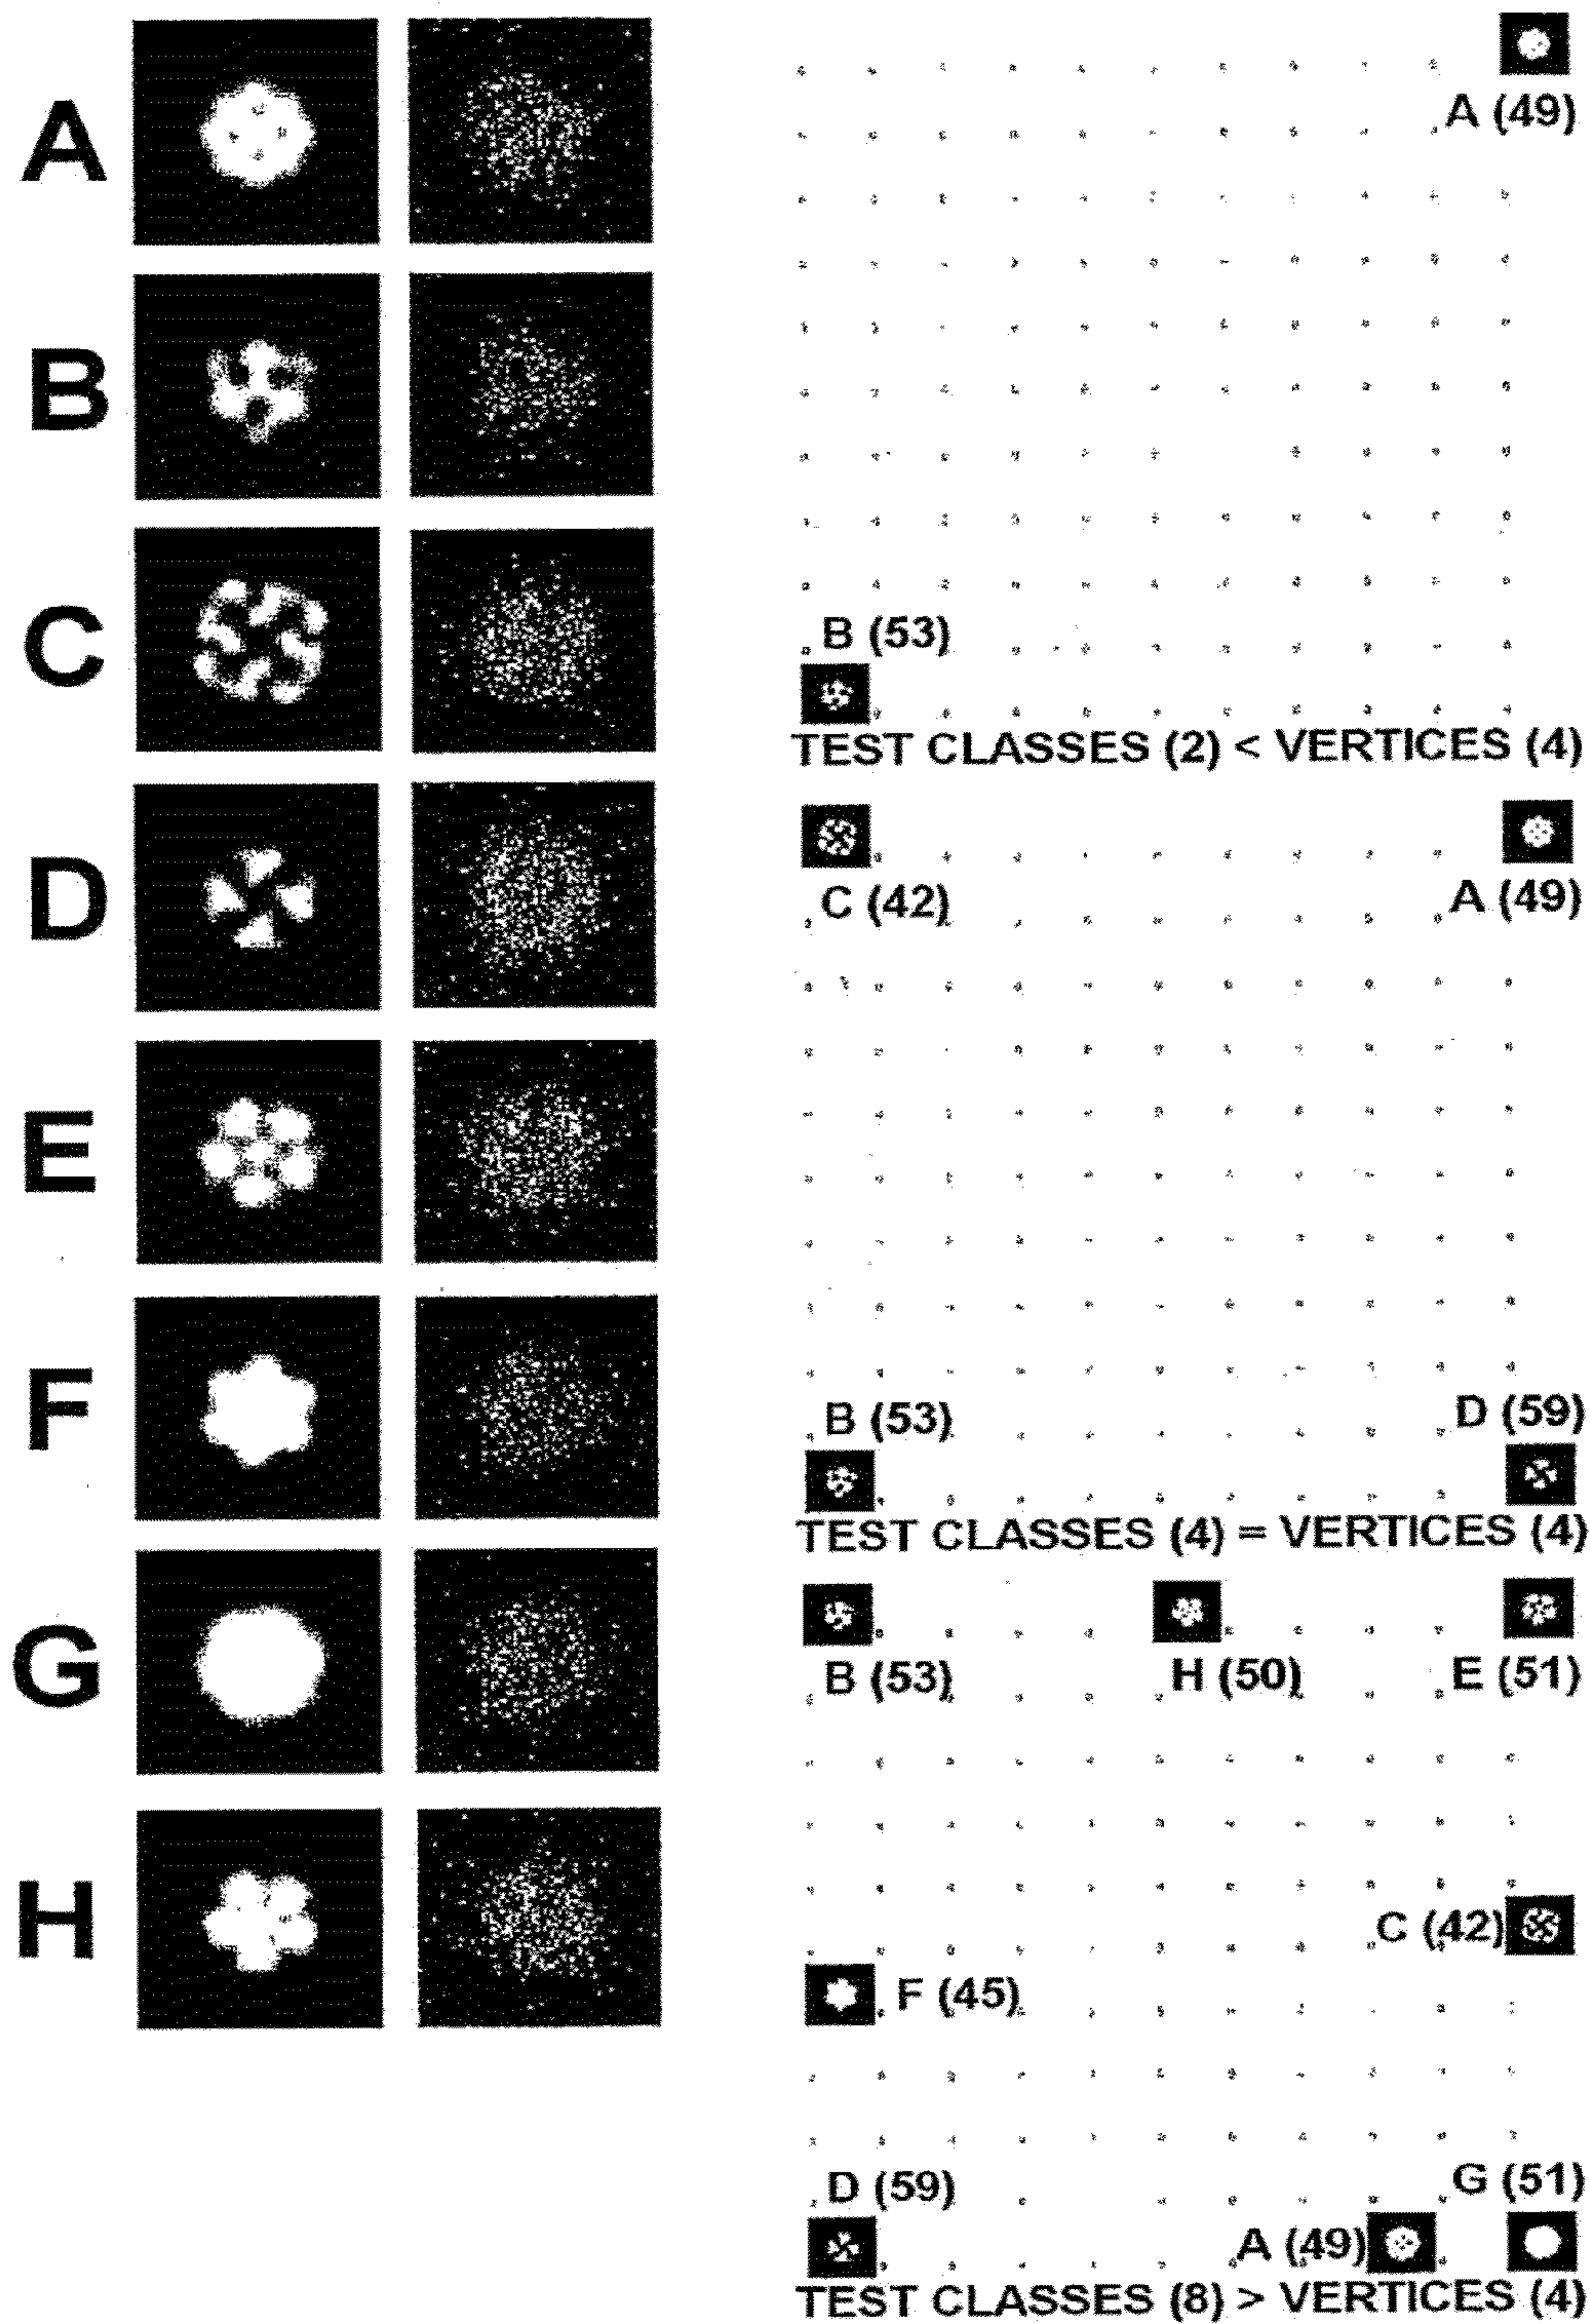 A
B
C
D
E
F
G
H
A (49)
B (53)
TEST CLASSES (2) < VERTICES (4)
C (42)
A (49)
B (53)
D (59)
TEST CLASSES (4) = VERTICES (4)
B (53)
H (50)
E (51)
C (42)
F (45)
D (59)
G (51)
A (49)
TEST CLASSES (8) > VERTICES (4)